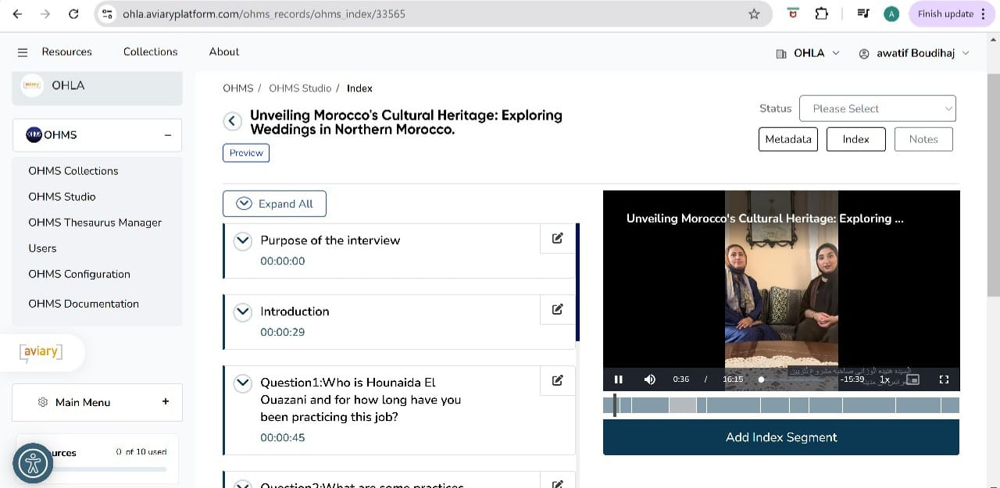 ohla.aviaryplatform.com/ohms_records/ohms_index/33565
A
Finish update
Resources
Collections
About
OHLA
awatif Boudihaj
OHLA
OHMS
OHMS Collections
OHMS Studio
OHMS Thesaurus Manager
Users
OHMS Configuration
OHMS Documentation
aviary
Main Menu +
urces 0 of 10 used
OHMS / OHMS Studio / Index
Unveiling Morocco's Cultural Heritage: Exploring
Weddings in Northern Morocco.
Preview
Status Please Select
Metadata Index Notes
Expand All
Purpose of the interview
00:00:00
Introduction
00:00:29
Question1:Who is Hounaida El
Ouazani and for how long have you
been practicing this job?
00:00:45
Question2:What are some practices
Unveiling Morocco's Cultural Heritage: Exploring ...
السيدة هنيدة الوزاني صاحبة مشروع لتزيين
0:36 / 16:15 -15:39 1x
Add Index Segment